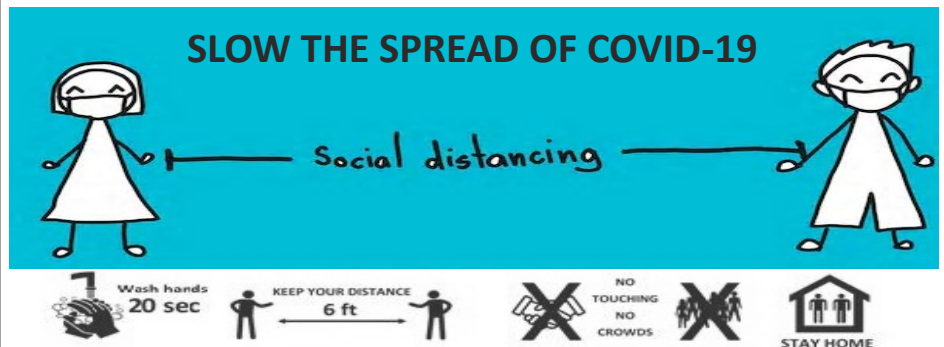 SLOW THE SPREAD OF COVID-19
Social distancing
Wash hands
20 sec
KEEP YOUR DISTANCE
6 ft
NO
TOUCHING
NO
CROWDS
STAY HOME